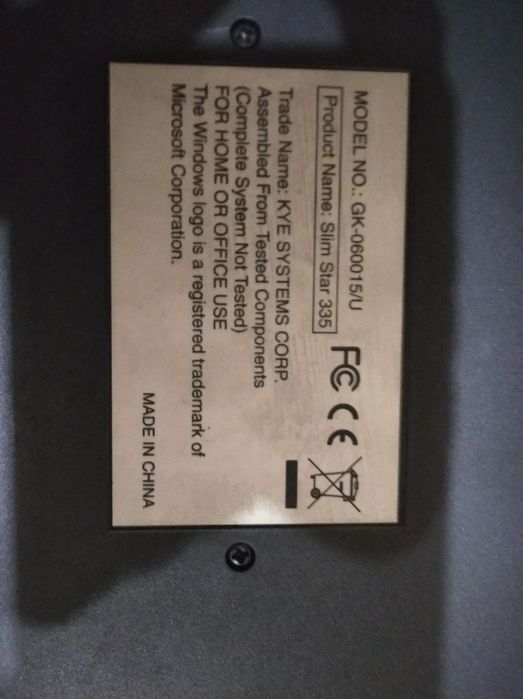 MODEL NO.: GK-060015/U
Product Name: Slim Star 335
Trade Name: KYE SYSTEMS CORP.
Assembled From Tested Components
(Complete System Not Tested)
FOR HOME OR OFFICE USE
The Windows logo is a registered trademark of
Microsoft Corporation.
FC CE
MADE IN CHINA